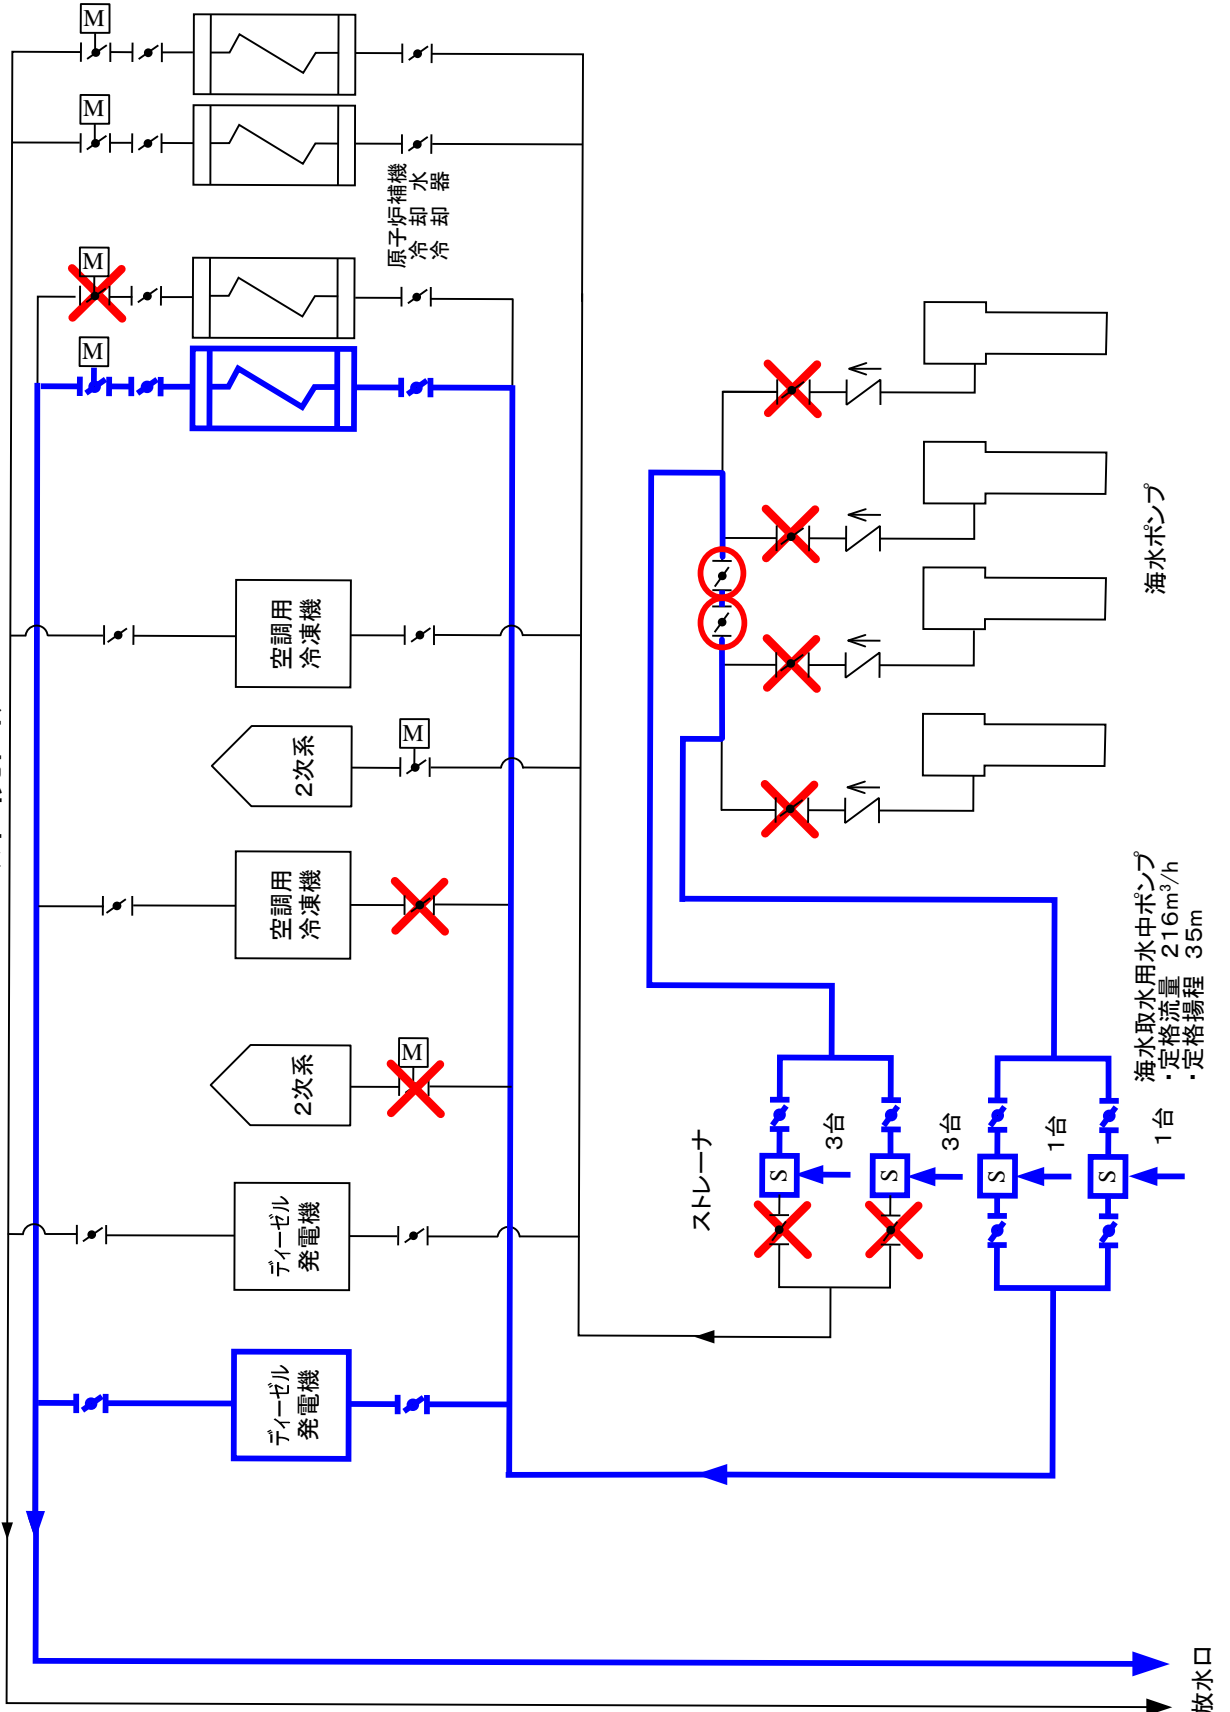 M
M
原子炉補機
冷却水
冷却器
M
M
空調用
冷凍機
M
2次系
空調用
冷凍機
M
2次系
ディーゼル
発電機
ディーゼル
発電機
海水ポンプ
海水取水用水中ポンプ
・定格流量 216m³/h
・定格揚程 35m
ストレーナ
S
3台
S
3台
S
1台
S
1台
放水口